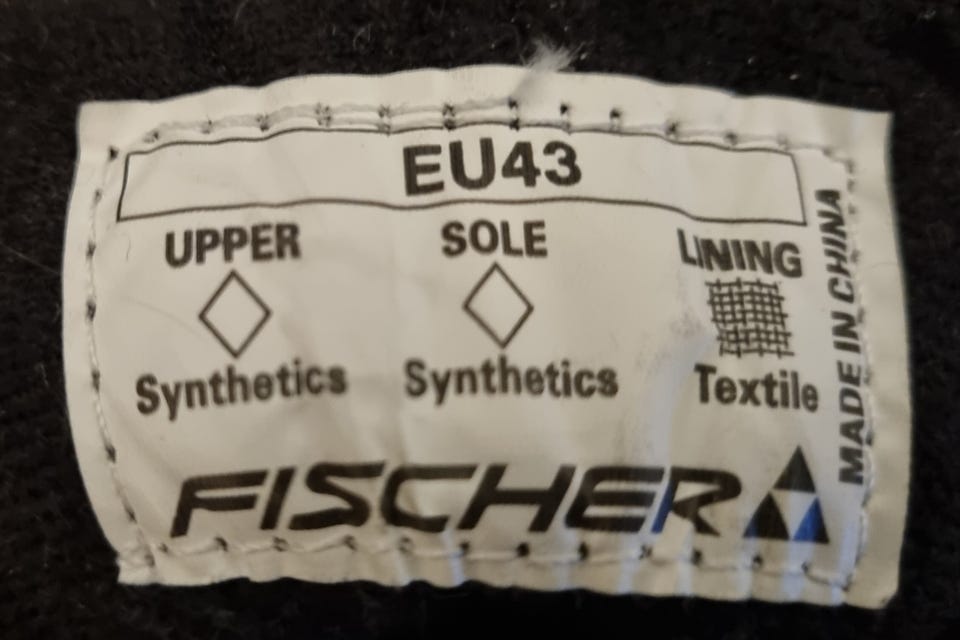 EU43
UPPER SOLE LINING
Synthetics Synthetics Textile
FISCHER
MADE IN CHINA